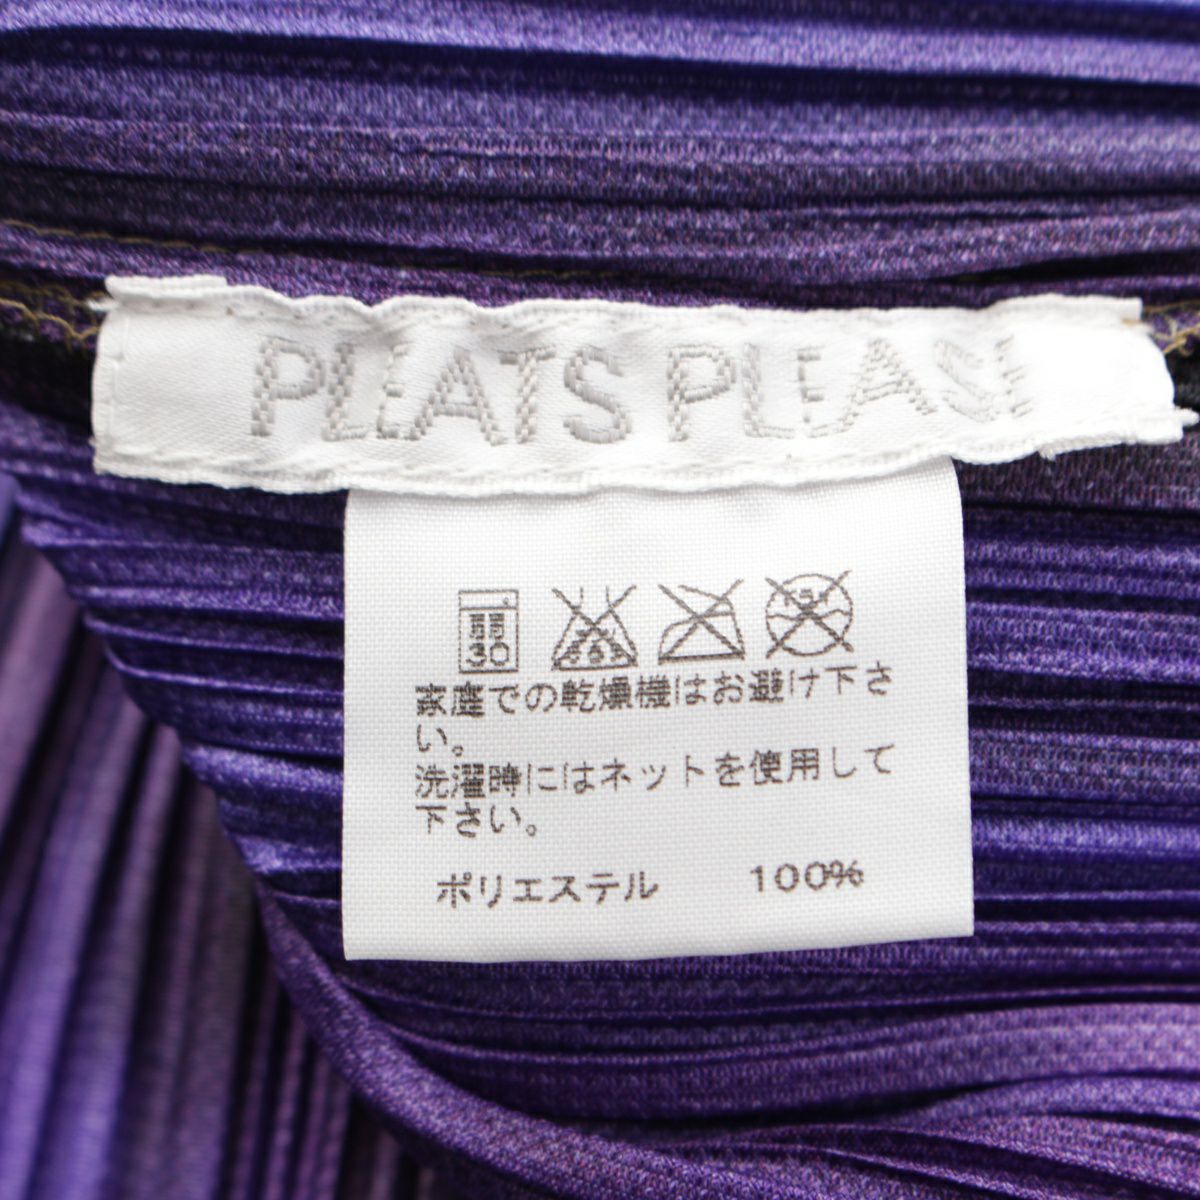 PLEATS PLEASE
弱
30
家庭での乾燥機はお避け下さ
い。
洗濯時にはネットを使用して
下さい。
ポリエステル 100%